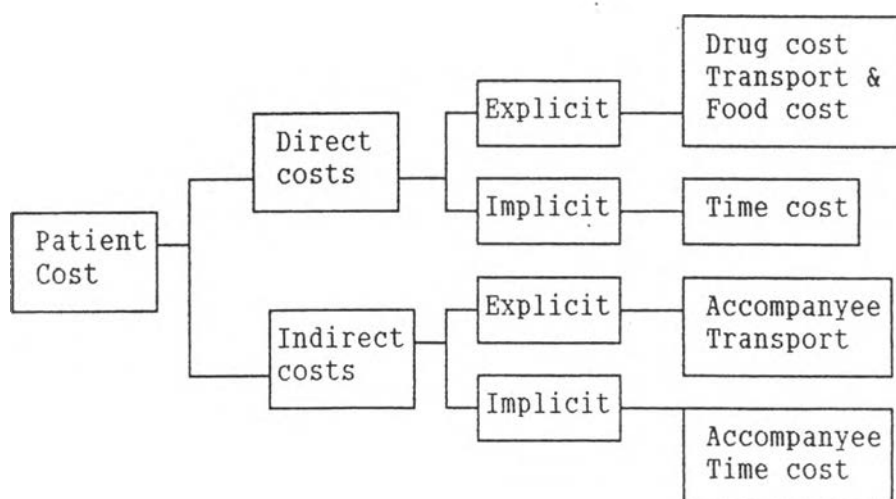 Patient
Cost
Direct
costs
Explicit
Drug cost
Transport &
Food cost
Implicit
Time cost
Indirect
costs
Explicit
Accompanyee
Transport
Implicit
Accompanyee
Time cost